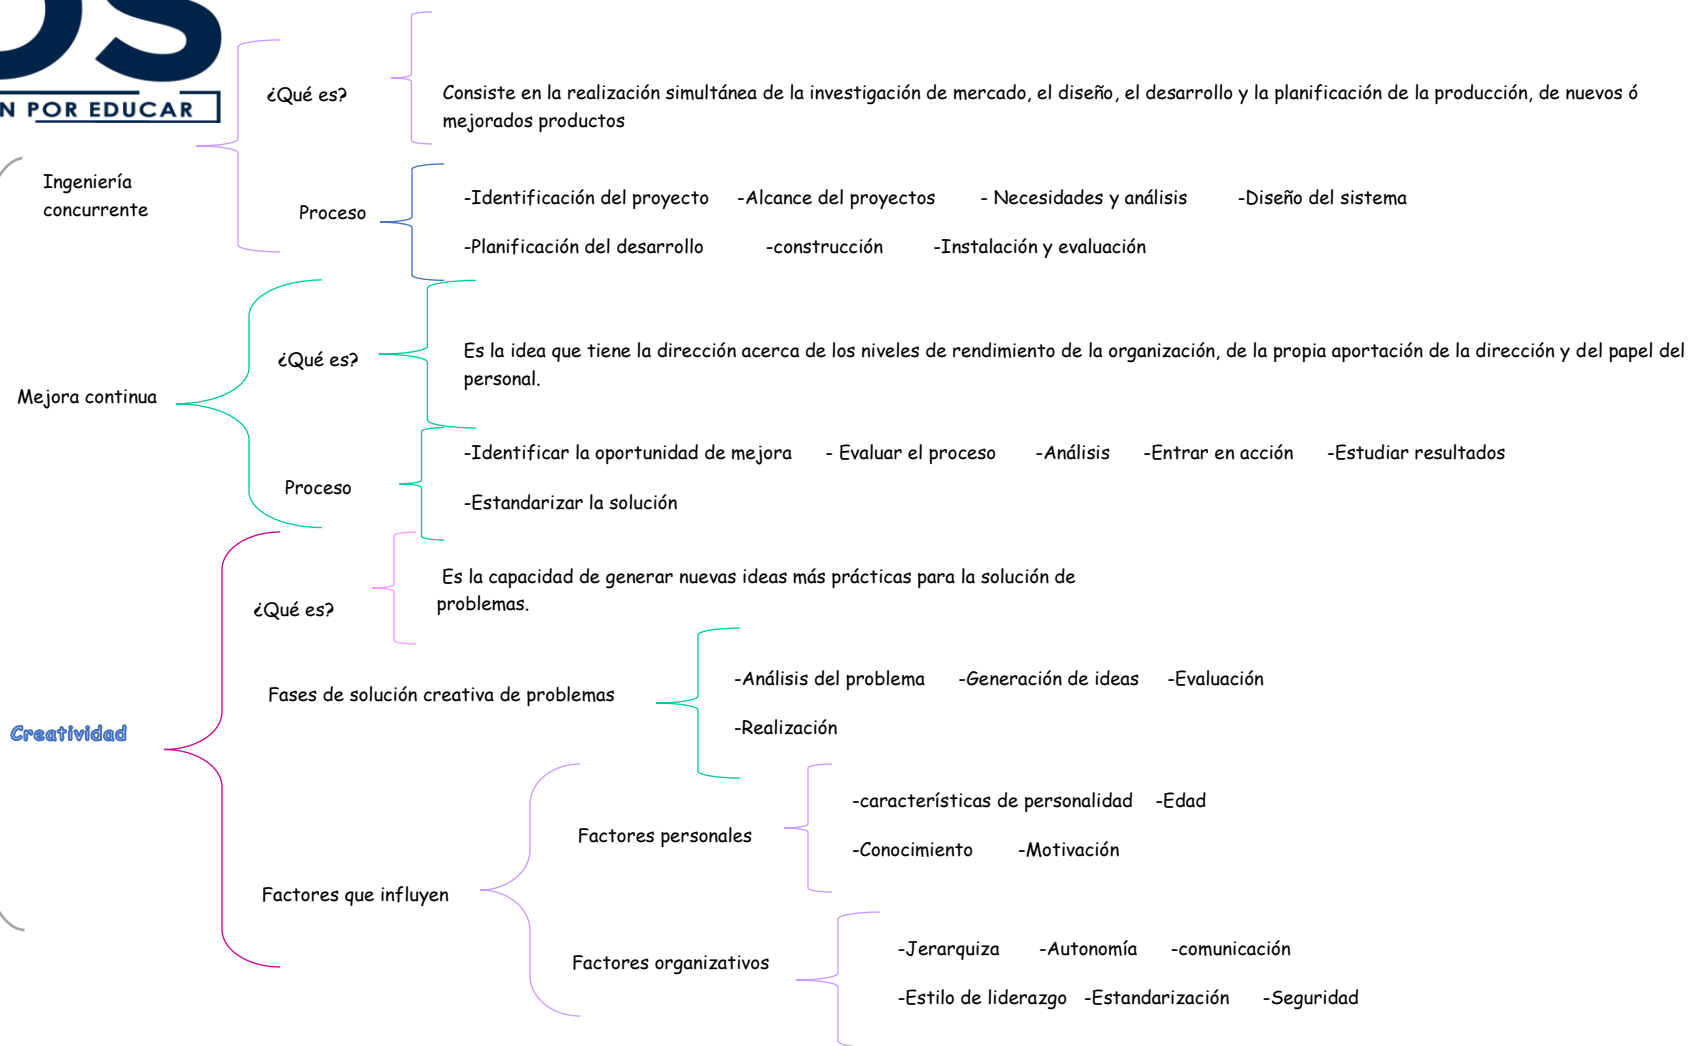 OS
N POR EDUCAR
¿Qué es?
Consiste en la realización simultánea de la investigación de mercado, el diseño, el desarrollo y la planificación de la producción, de nuevos ó
mejorados productos
Ingeniería
concurrente
Proceso
-Identificación del proyecto -Alcance del proyectos - Necesidades y análisis -Diseño del sistema
-Planificación del desarrollo -construcción -Instalación y evaluación
Mejora continua
¿Qué es?
Es la idea que tiene la dirección acerca de los niveles de rendimiento de la organización, de la propia aportación de la dirección y del papel del
personal.
Proceso
-Identificar la oportunidad de mejora - Evaluar el proceso -Análisis -Entrar en acción -Estudiar resultados
-Estandarizar la solución
Creatividad
¿Qué es?
Es la capacidad de generar nuevas ideas más prácticas para la solución de
problemas.
Fases de solución creativa de problemas
-Análisis del problema -Generación de ideas -Evaluación
-Realización
Factores que influyen
Factores personales
-características de personalidad -Edad
-Conocimiento -Motivación
Factores organizativos
-Jerarquiza -Autonomía -comunicación
-Estilo de liderazgo -Estandarización -Seguridad